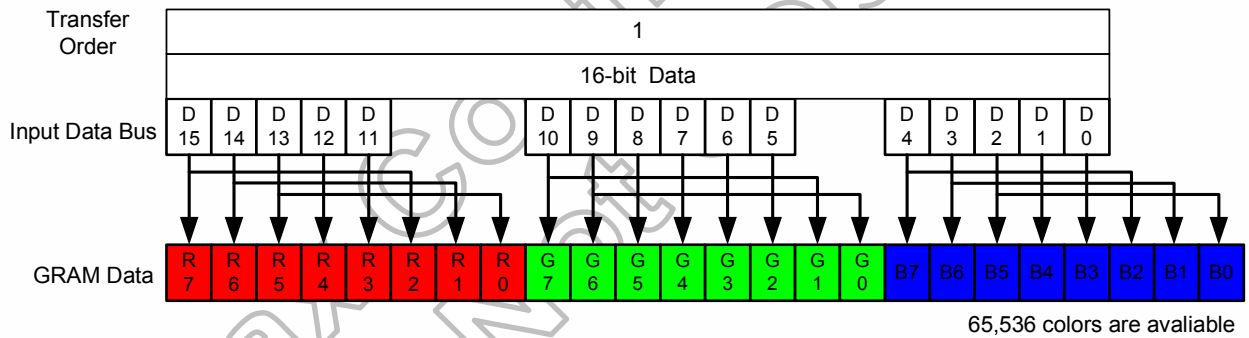 Transfer
Order
1
16-bit Data
Input Data Bus
D D D D D D D D D D D D D D D D
15 14 13 12 11 10 9 8 7 6 5 4 3 2 1 0
GRAM Data
R R R R R R R R G G G G G G G G B7 B6 B5 B4 B3 B2 B1 B0
7 6 5 4 3 2 1 0 7 6 5 4 3 2 1 0
65,536 colors are avaliable